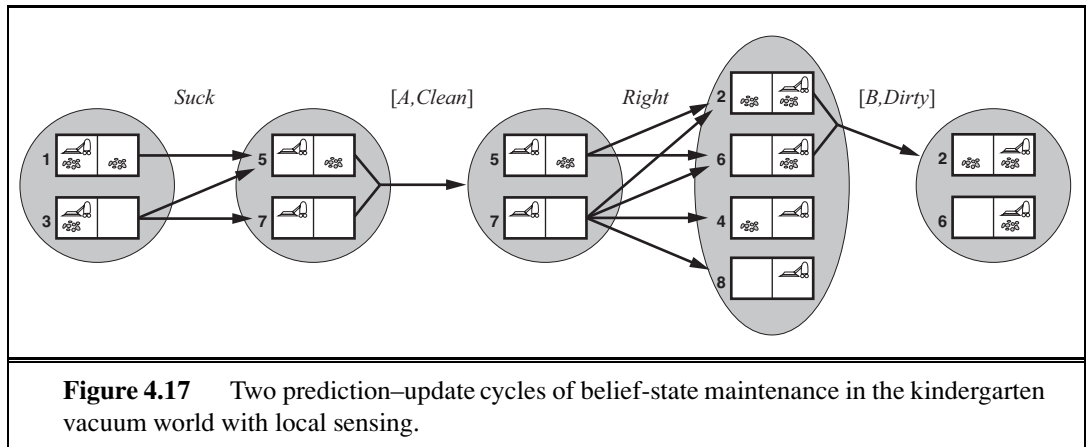 Suck [A,Clean] Right [B,Dirty]
1 5 5 2 2
3 7 7 6 6
4
8
Figure 4.17 Two prediction–update cycles of belief-state maintenance in the kindergarten
vacuum world with local sensing.